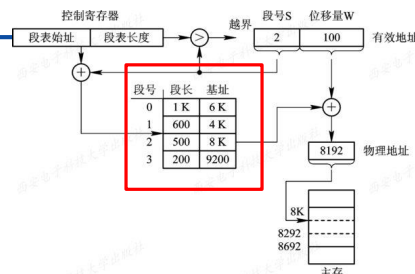 控制寄存器
段表始址 段表长度
>
越界
段号S 位移量W
2 100
有效地址
+
段号 段长 基址
0 1 K 6 K
1 600 4 K
2 500 8 K
3 200 9200
+
8192
物理地址
8K
8292
8692
主存